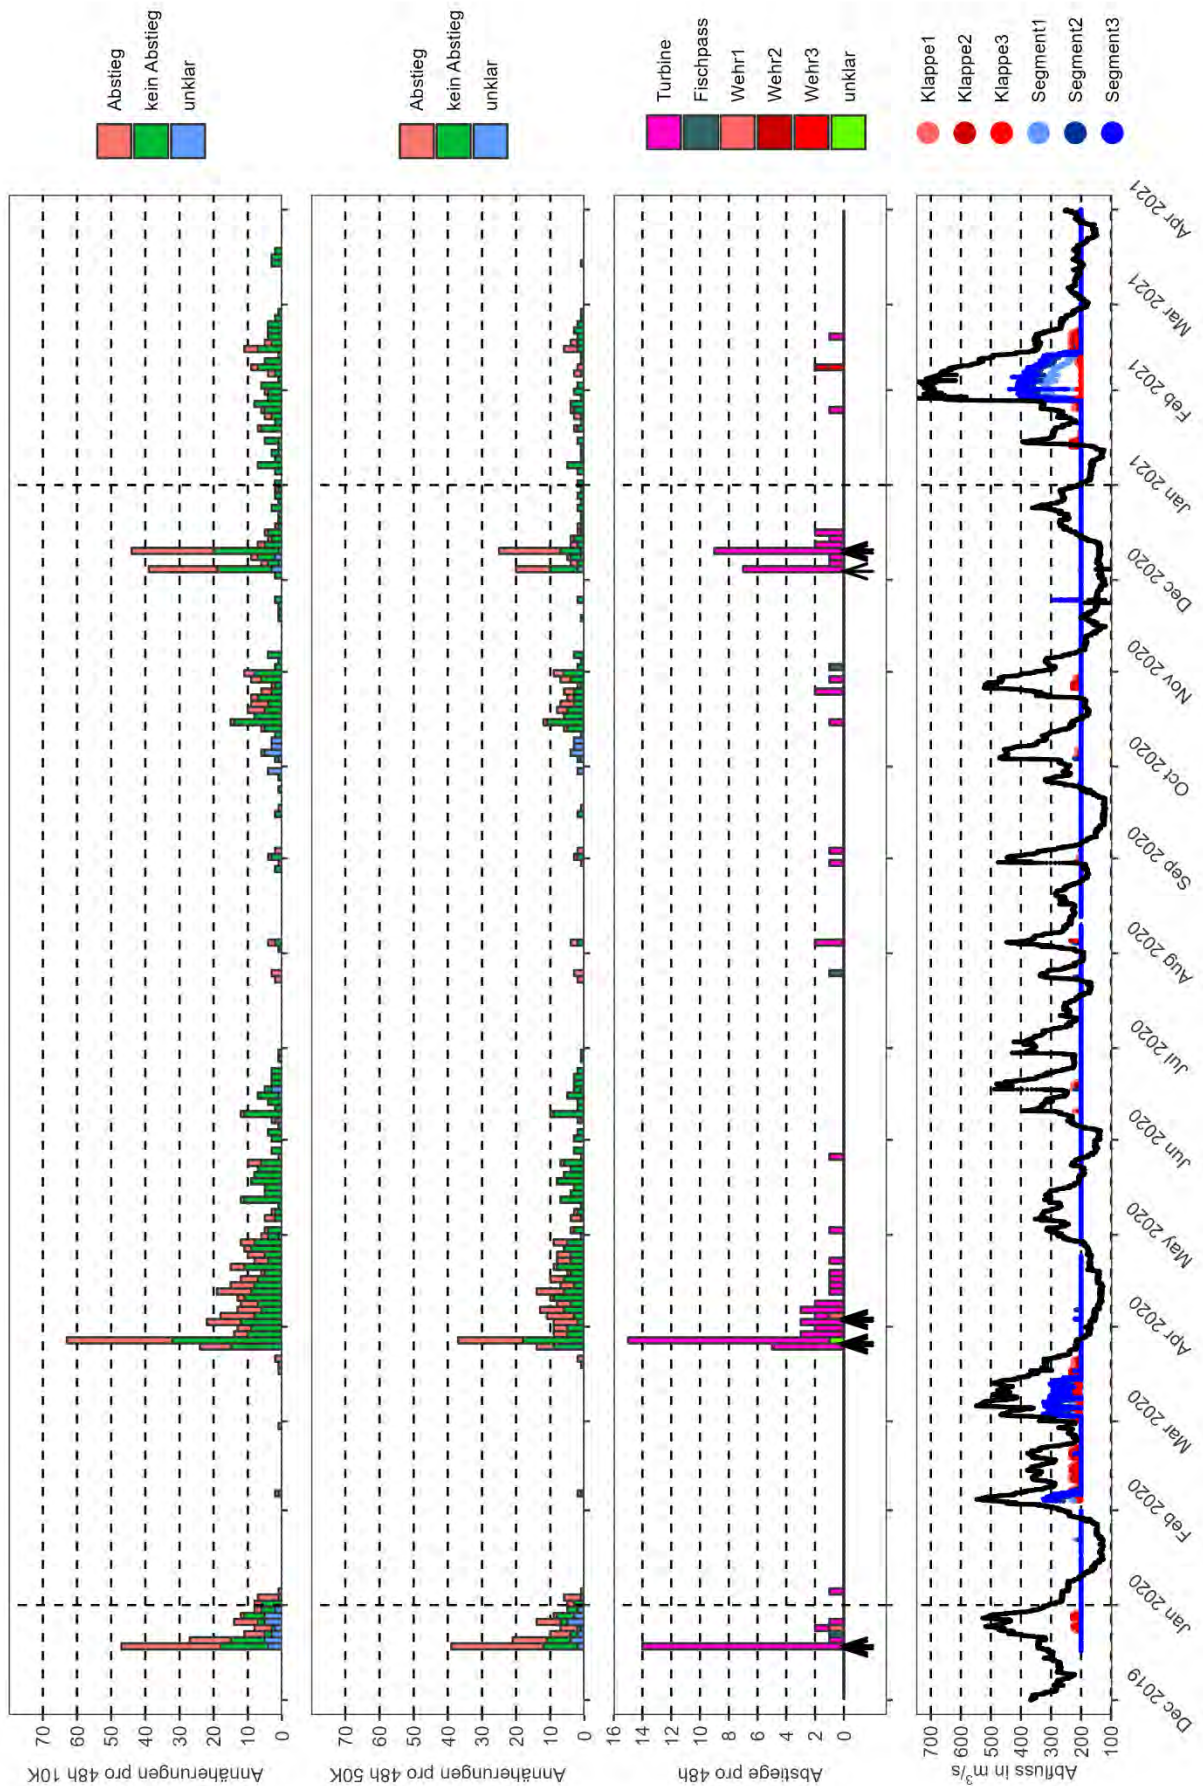 Annäherungen pro 48h 10K
70
60
50
40
30
20
10
0
Abstieg
kein Abstieg
unklar
Annäherungen pro 48h 50K
70
60
50
40
30
20
10
0
Abstieg
kein Abstieg
unklar
Abstiege pro 48h
16
14
12
10
8
6
4
2
0
Turbine
Fischpass
Wehr1
Wehr2
Wehr3
unklar
Abfluss in m³/s
700
600
500
400
300
200
100
Klappe1
Klappe2
Klappe3
Segment1
Segment2
Segment3
Dec 2019
Jan 2020
Feb 2020
Mar 2020
Apr 2020
May 2020
Jun 2020
Jul 2020
Aug 2020
Sep 2020
Oct 2020
Nov 2020
Dec 2020
Jan 2021
Feb 2021
Mar 2021
Apr 2021